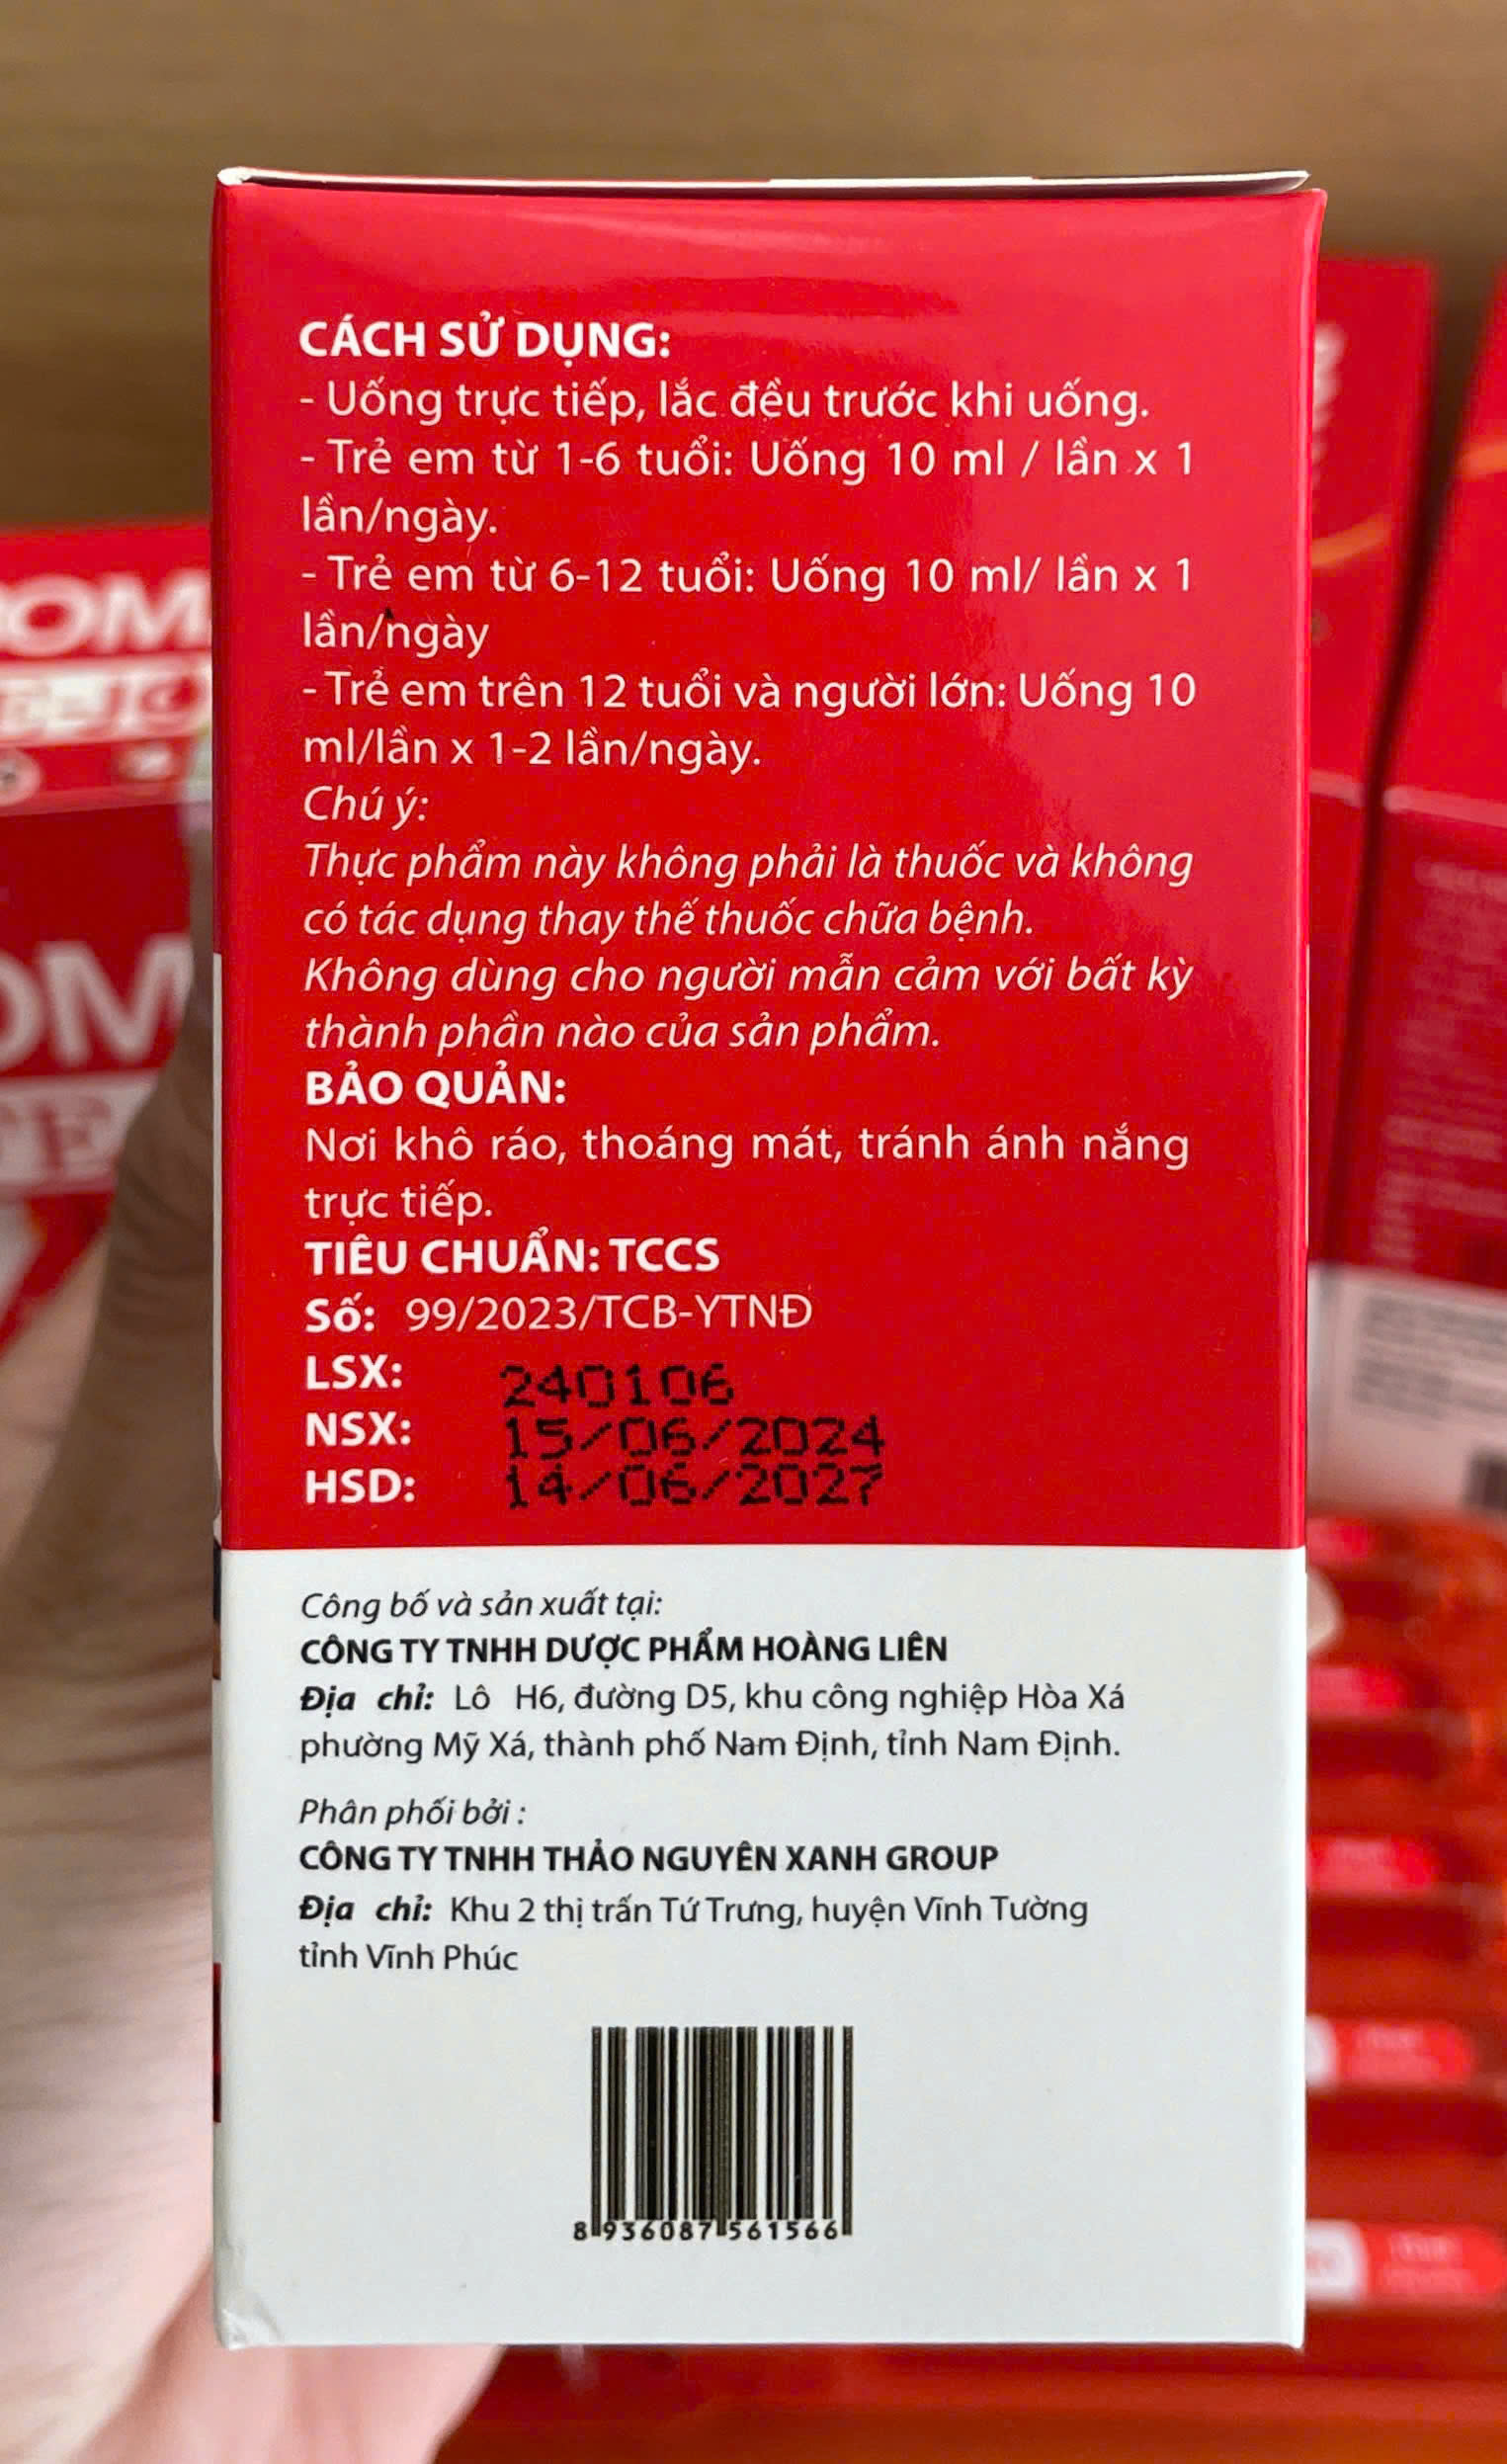 CÁCH SỬ DỤNG:
- Uống trực tiếp, lắc đều trước khi uống.
- Trẻ em từ 1-6 tuổi: Uống 10 ml / lần x 1
lần/ngày.
- Trẻ em từ 6-12 tuổi: Uống 10 ml/ lần x 1
lần/ngày
- Trẻ em trên 12 tuổi và người lớn: Uống 10
ml/lần x 1-2 lần/ngày.
Chú ý:
Thực phẩm này không phải là thuốc và không
có tác dụng thay thế thuốc chữa bệnh.
Không dùng cho người mẫn cảm với bất kỳ
thành phần nào của sản phẩm.
BẢO QUẢN:
Nơi khô ráo, thoáng mát, tránh ánh nắng
trực tiếp.
TIÊU CHUẨN: TCCS
Số: 99/2023/TCB-YTNĐ
LSX: 240106
NSX: 15/06/2024
HSD: 14/06/2027
Công bố và sản xuất tại:
CÔNG TY TNHH DƯỢC PHẨM HOÀNG LIÊN
Địa chỉ: Lô H6, đường D5, khu công nghiệp Hòa Xá
phường Mỹ Xá, thành phố Nam Định, tỉnh Nam Định.
Phân phối bởi :
CÔNG TY TNHH THẢO NGUYÊN XANH GROUP
Địa chỉ: Khu 2 thị trấn Tứ Trưng, huyện Vĩnh Tường
tỉnh Vĩnh Phúc
8 936087 561566